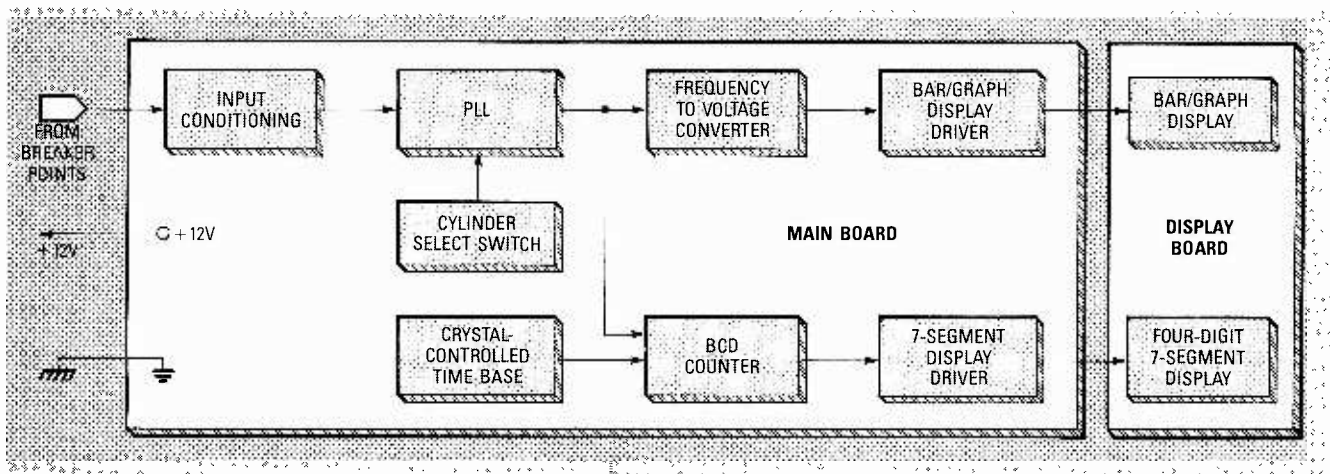 FROM
BREAKER
POINTS
+12V
+12V
INPUT
CONDITIONING
PLL
FREQUENCY
TO VOLTAGE
CONVERTER
BAR/GRAPH
DISPLAY
DRIVER
BAR/GRAPH
DISPLAY
CYLINDER
SELECT SWITCH
MAIN BOARD
DISPLAY
BOARD
CRYSTAL-
CONTROLLED
TIME BASE
BCD
COUNTER
7-SEGMENT
DISPLAY
DRIVER
FOUR-DIGIT
7-SEGMENT
DISPLAY